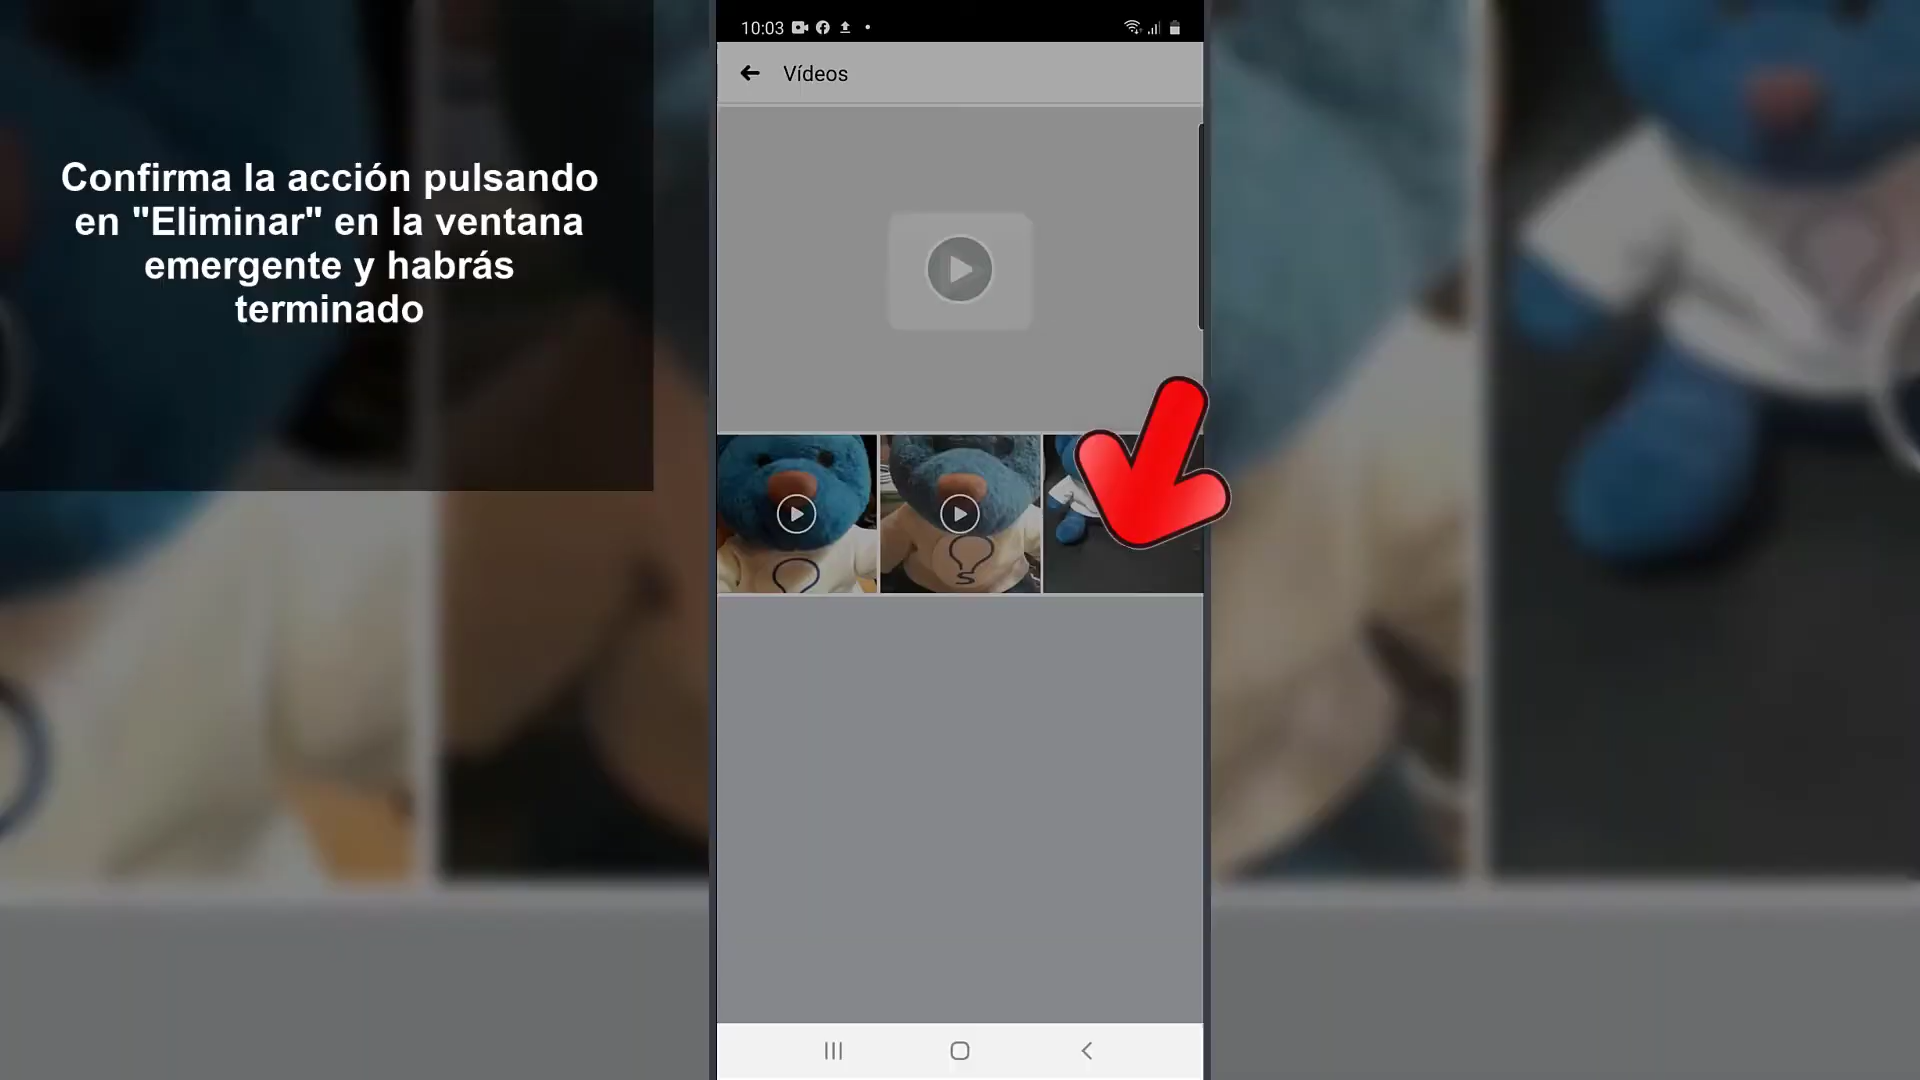 10:03
Vídeos
Confirma la acción pulsando
en "Eliminar" en la ventana
emergente y habrás
terminado
S